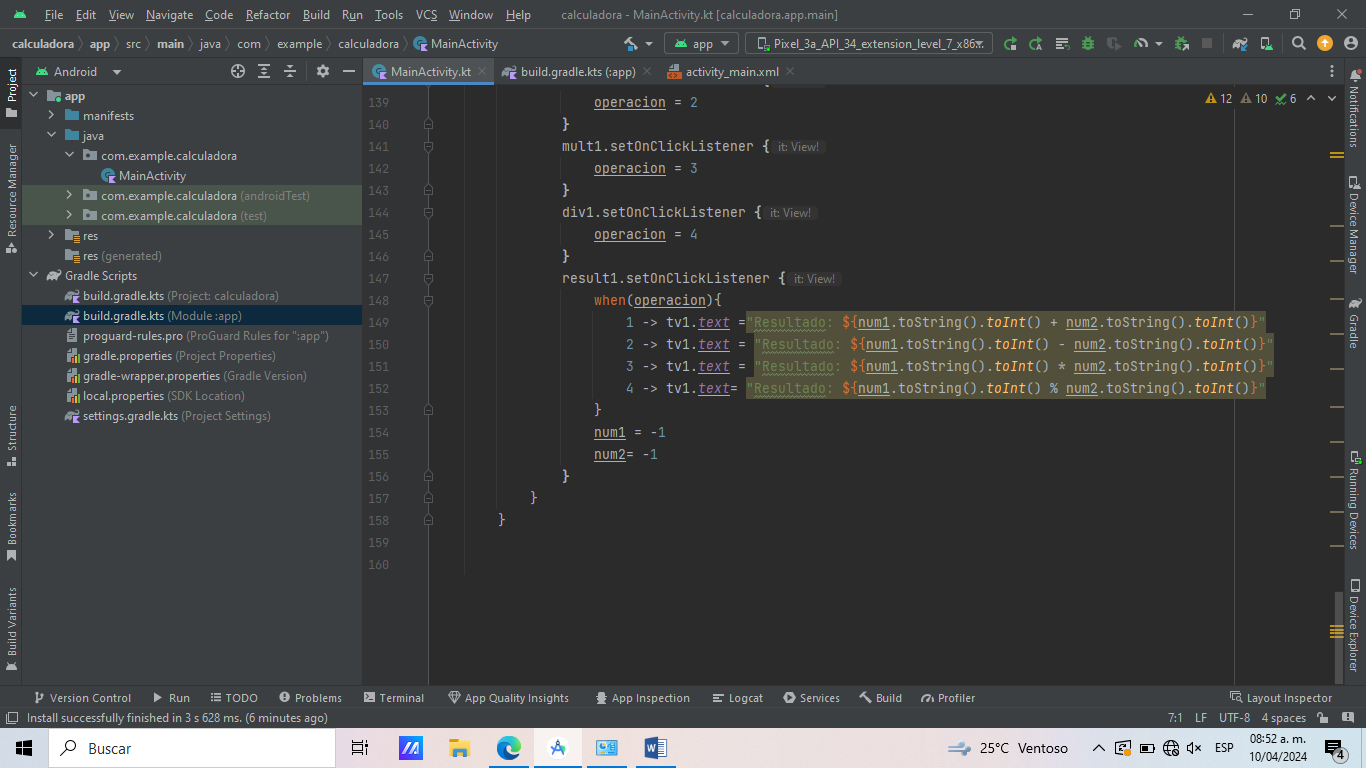 File Edit View Navigate Code Refactor Build Run Tools VCS Window Help calculadora - MainActivity.kt [calculadora.app.main]
calculadora app src main java com example calculadora MainActivity app Pixel_3a_API_34_extension_level_7_x86
Android MainActivity.kt build.gradle.kts (:app) activity_main.xml
Project
Resource Manager
Structure
Bookmarks
Build Variants
app
manifests
java
com.example.calculadora
MainActivity
com.example.calculadora (androidTest)
com.example.calculadora (test)
res
res (generated)
Gradle Scripts
build.gradle.kts (Project: calculadora)
build.gradle.kts (Module :app)
proguard-rules.pro (ProGuard Rules for ":app")
gradle.properties (Project Properties)
gradle-wrapper.properties (Gradle Version)
local.properties (SDK Location)
settings.gradle.kts (Project Settings)
12 10 6
{
139 operacion = 2
140 }
141 mult1.setOnClickListener { it: View!
142 operacion = 3
143 }
144 div1.setOnClickListener { it: View!
145 operacion = 4
146 }
147 result1.setOnClickListener { it: View!
148 when(operacion){
149 1 -> tv1.text ="Resultado: ${num1.toString().toInt() + num2.toString().toInt()}"
150 2 -> tv1.text = "Resultado: ${num1.toString().toInt() - num2.toString().toInt()}"
151 3 -> tv1.text = "Resultado: ${num1.toString().toInt() * num2.toString().toInt()}"
152 4 -> tv1.text= "Resultado: ${num1.toString().toInt() % num2.toString().toInt()}"
153 }
154 num1 = -1
155 num2= -1
156 }
157 }
158 }
159
160
Notifications
Device Manager
Gradle
Running Devices
Device Explorer
Version Control Run TODO Problems Terminal App Quality Insights App Inspection Logcat Services Build Profiler Layout Inspector
Install successfully finished in 3 s 628 ms. (6 minutes ago) 7:1 LF UTF-8 4 spaces
Buscar 25°C Ventoso ESP 08:52 a. m.
10/04/2024 4